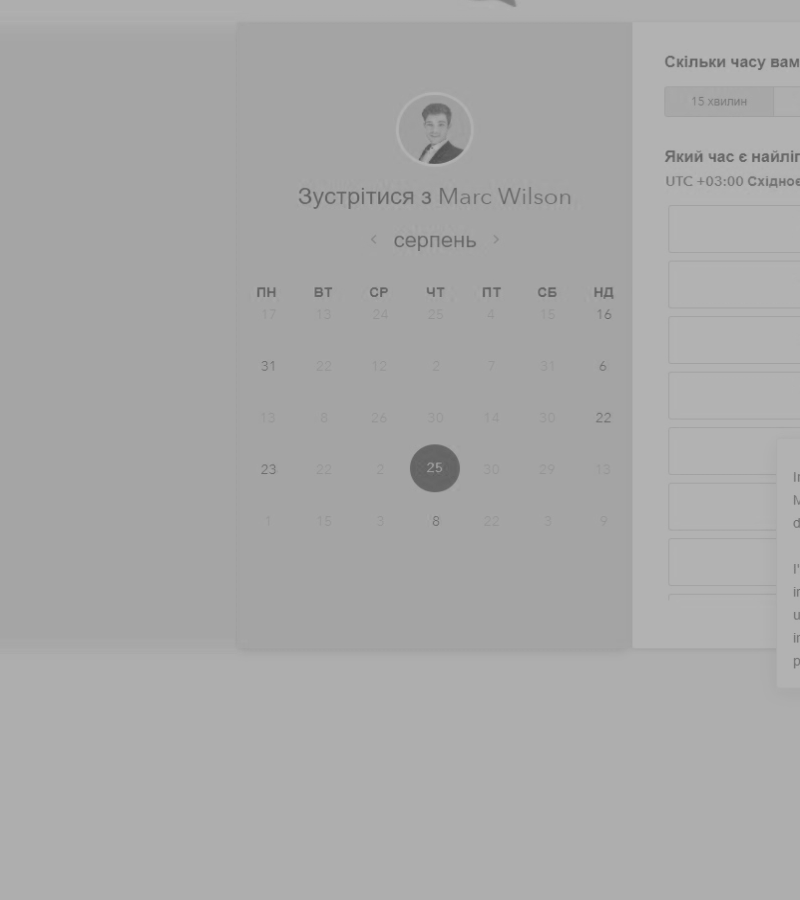 Зустрітися з Marc Wilson
‹ серпень ›
ПН ВТ СР ЧТ ПТ СБ НД
17 13 24 25 4 15 16
31 22 12 2 7 31 6
13 8 26 30 14 30 22
23 22 2 25 30 29 13
1 15 3 8 22 3 9
Скільки часу вам
15 хвилин
Який час є найліп
UTC +03:00 Східноє
I'